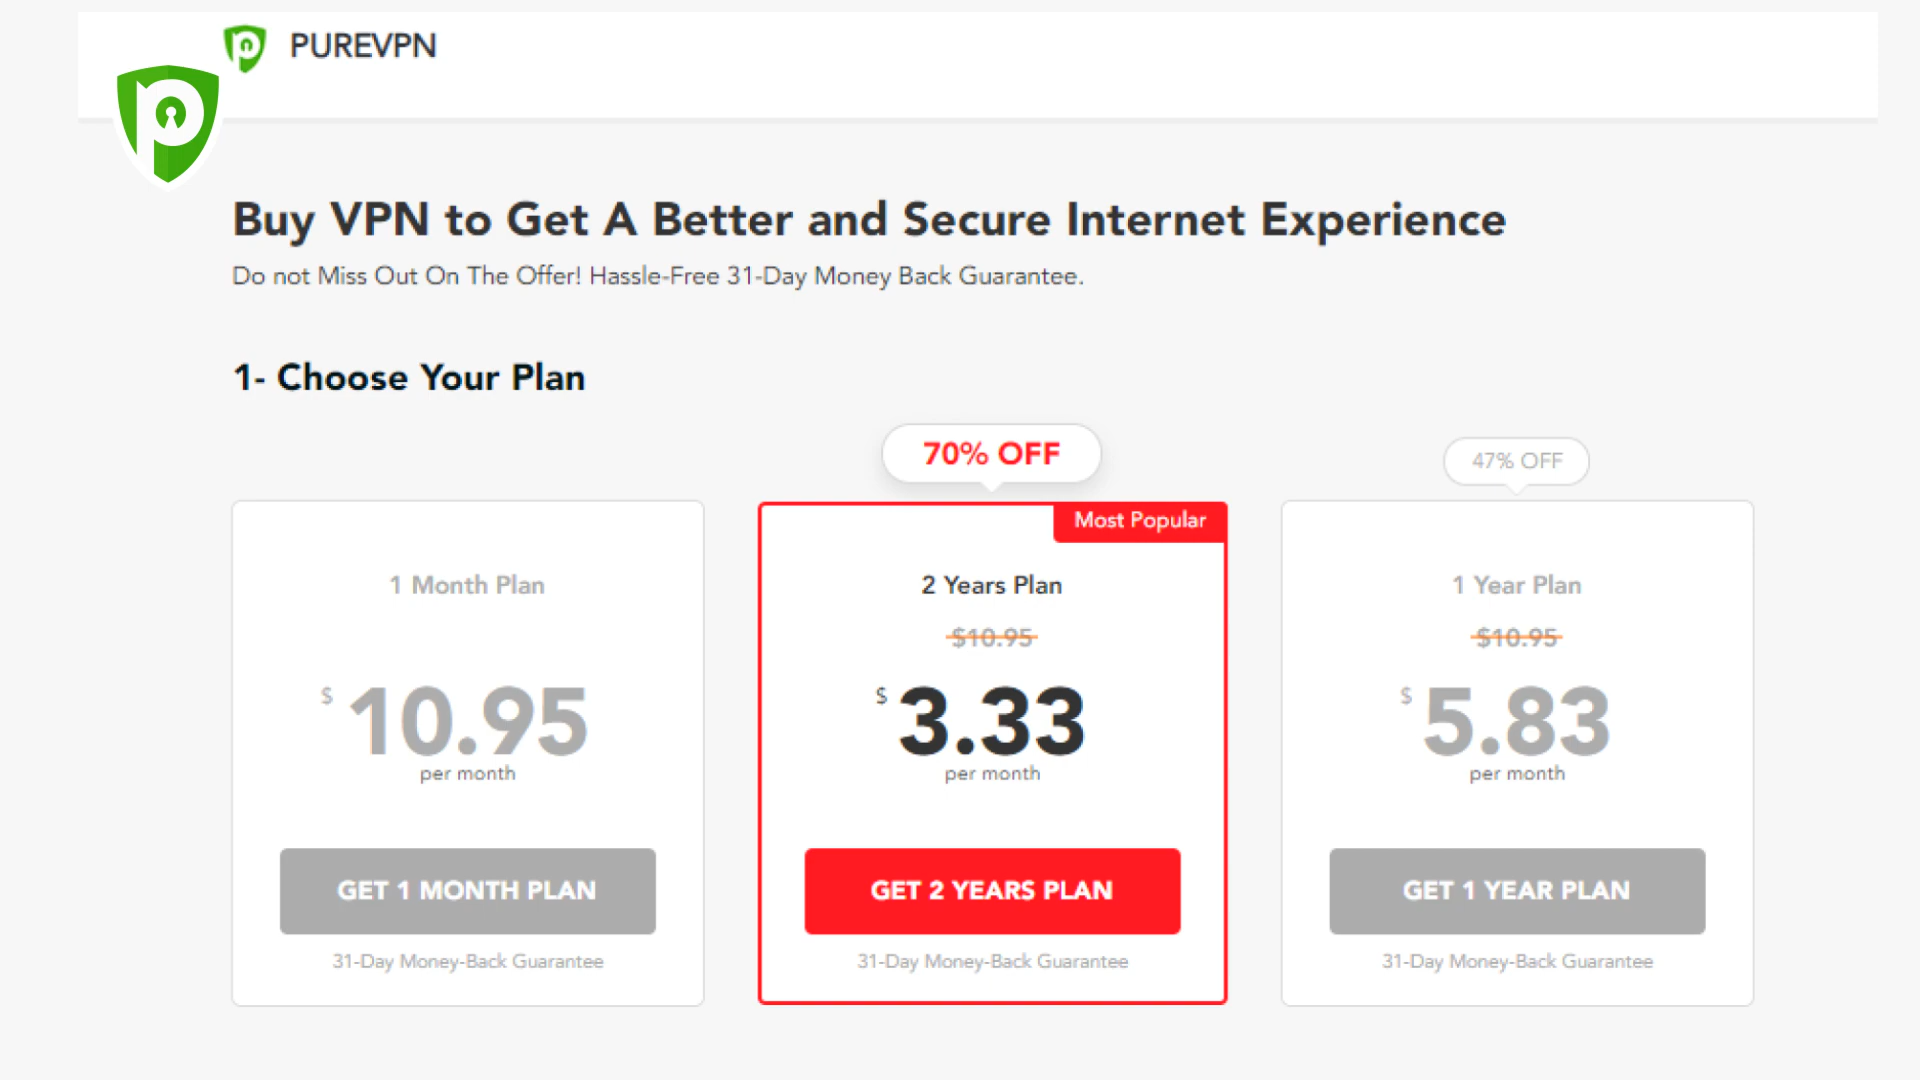 PUREVPN
Buy VPN to Get A Better and Secure Internet Experience
Do not Miss Out On The Offer! Hassle-Free 31-Day Money Back Guarantee.
1- Choose Your Plan
1 Month Plan
$ 10.95
per month
GET 1 MONTH PLAN
31-Day Money-Back Guarantee
70% OFF
Most Popular
2 Years Plan
$10.95
$ 3.33
per month
GET 2 YEARS PLAN
31-Day Money-Back Guarantee
47% OFF
1 Year Plan
$10.95
$ 5.83
per month
GET 1 YEAR PLAN
31-Day Money-Back Guarantee